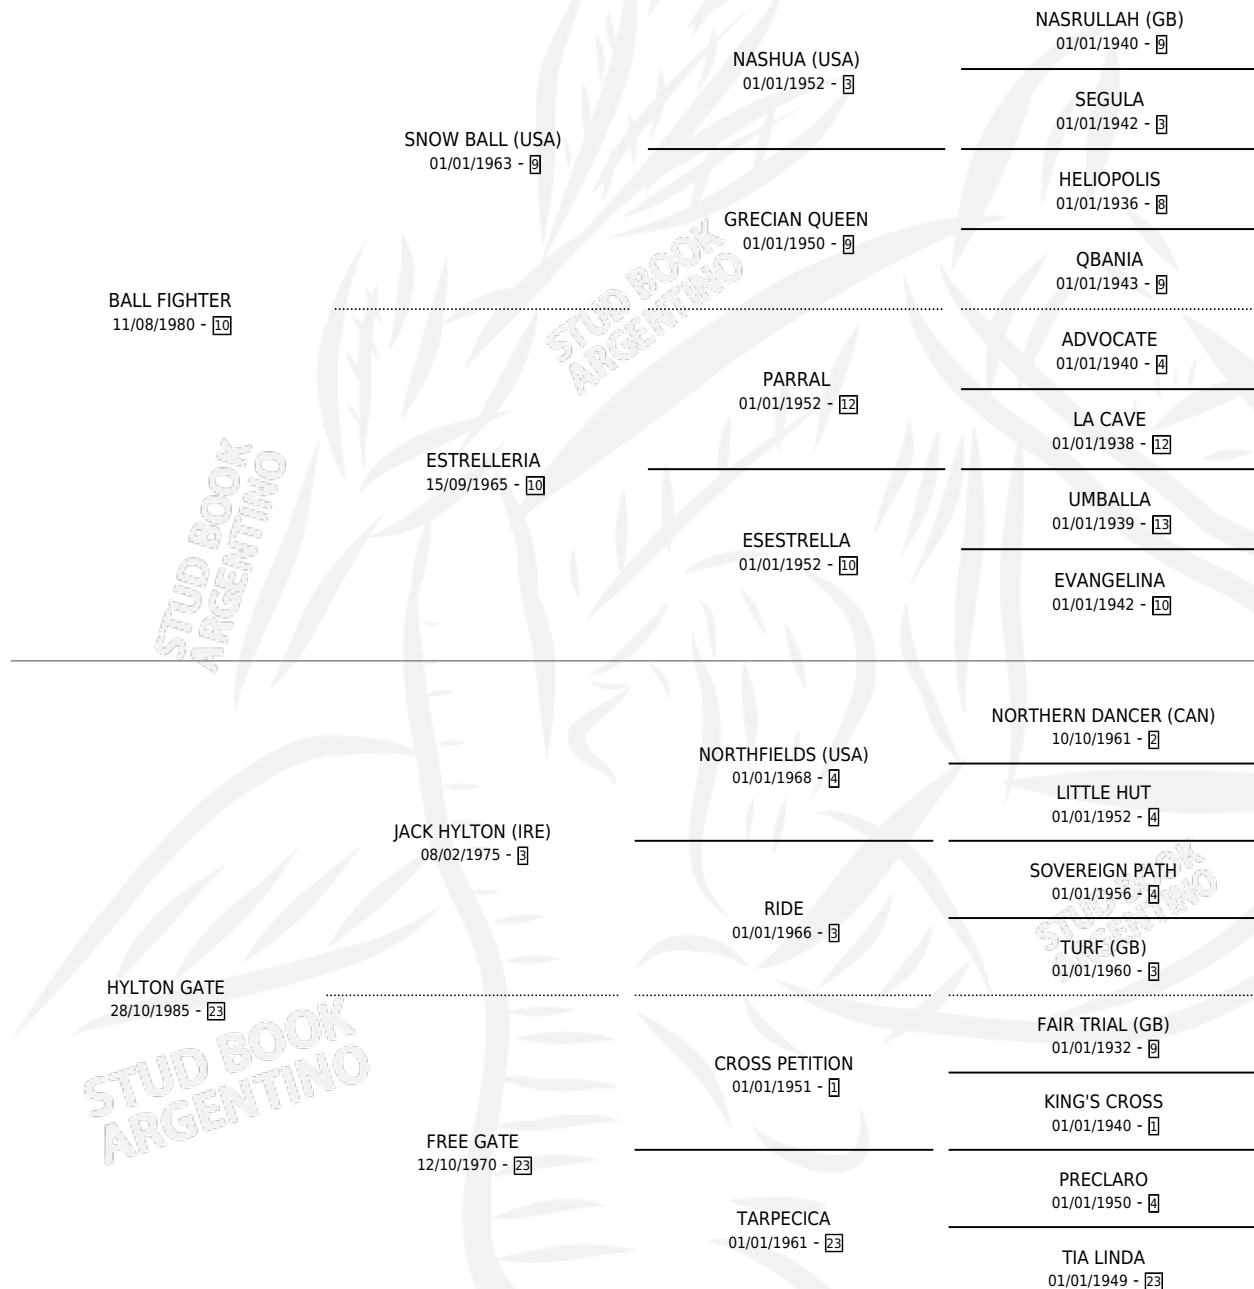 NASRULLAH (GB)
01/01/1940 - 9
NASHUA (USA)
01/01/1952 - 3
SEGULA
01/01/1942 - 3
SNOW BALL (USA)
01/01/1963 - 9
HELIOPOLIS
01/01/1936 - 8
GRECIAN QUEEN
01/01/1950 - 9
QBANIA
01/01/1943 - 9
BALL FIGHTER
11/08/1980 - 10
ADVOCATE
01/01/1940 - 4
PARRAL
01/01/1952 - 12
LA CAVE
01/01/1938 - 12
ESTRELLERIA
15/09/1965 - 10
UMBALLA
01/01/1939 - 13
ESESTRELLA
01/01/1952 - 10
EVANGELINA
01/01/1942 - 10
NORTHERN DANCER (CAN)
10/10/1961 - 2
NORTHFIELDS (USA)
01/01/1968 - 4
LITTLE HUT
01/01/1952 - 4
JACK HYLTON (IRE)
08/02/1975 - 3
SOVEREIGN PATH
01/01/1956 - 4
RIDE
01/01/1966 - 3
TURF (GB)
01/01/1960 - 3
HYLTON GATE
28/10/1985 - 23
FAIR TRIAL (GB)
01/01/1932 - 9
CROSS PETITION
01/01/1951 - 1
KING'S CROSS
01/01/1940 - 1
FREE GATE
12/10/1970 - 23
PRECLARO
01/01/1950 - 4
TARPECICA
01/01/1961 - 23
TIA LINDA
01/01/1949 - 23
STUD BOOK
ARGENTINO
STUD BOOK
ARGENTINO
STUD BOOK
ARGENTINO
STUD BOOK
ARGENTINO